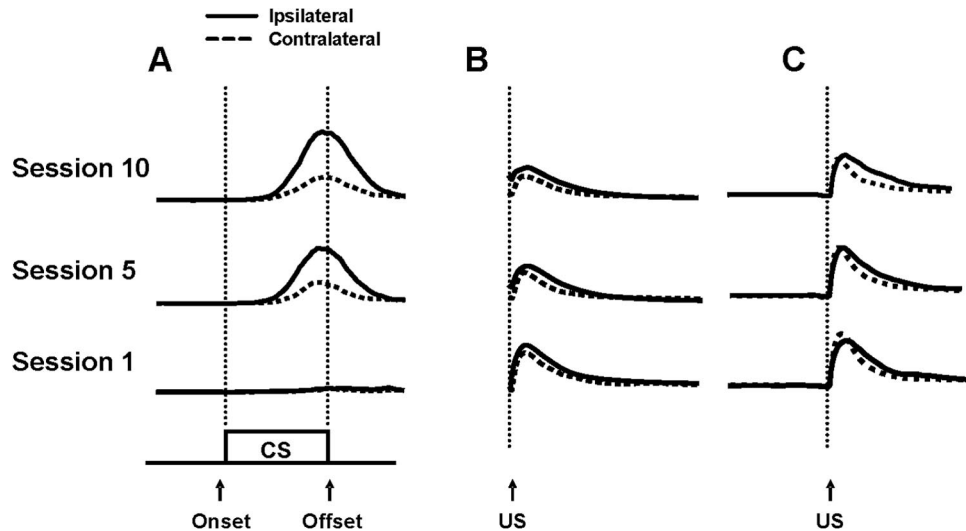 Ipsilateral
Contralateral
A
B
C
Session 10
Session 5
Session 1
CS
Onset
Offset
US
US